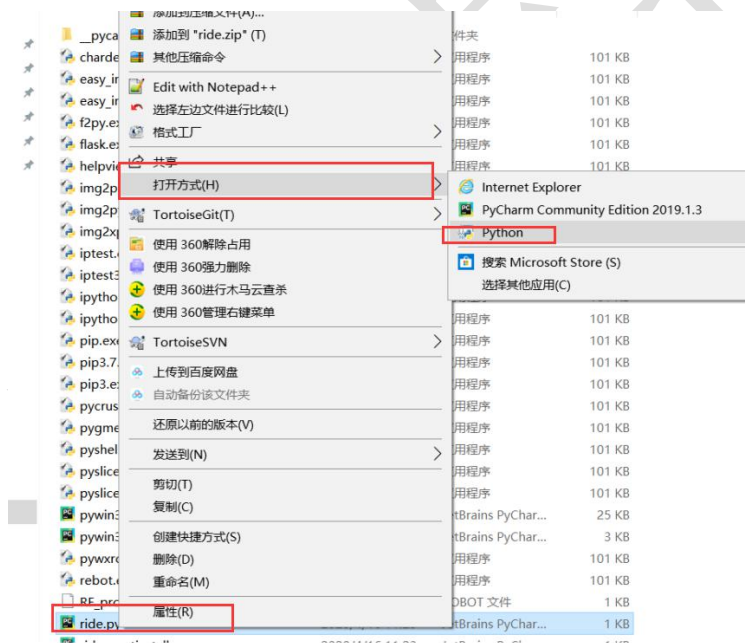 添加到压缩文件(A)...
__pyca 添加到 "ride.zip" (T) 件夹
charde 其他压缩命令 用程序 101 KB
easy_ir Edit with Notepad++ 用程序 101 KB
easy_ir 选择左边文件进行比较(L) 用程序 101 KB
f2py.ex 格式工厂 用程序 101 KB
flask.ex 用程序 101 KB
helpvie 共享 用程序 101 KB
img2p 打开方式(H)
img2p TortoiseGit(T)
img2xp
iptest. 使用 360解除占用
iptest3 使用 360强力删除
ipytho 使用 360进行木马云查杀
ipytho 使用 360管理右键菜单 用程序 101 KB
Internet Explorer
PyCharm Community Edition 2019.1.3
Python
搜索 Microsoft Store (S)
选择其他应用(C)
pip.exe TortoiseSVN 用程序 101 KB
pip3.7. 上传到百度网盘 用程序 101 KB
pip3.ex 自动备份该文件夹 用程序 101 KB
pycrus 用程序 101 KB
pygme 还原以前的版本(V) 用程序 101 KB
pyshel 发送到(N) 用程序 101 KB
pyslice 用程序 101 KB
pyslice 剪切(T) 用程序 101 KB
pywin3 复制(C) etBrains PyChar... 25 KB
pywin3 创建快捷方式(S) etBrains PyChar... 3 KB
pywxrc 删除(D) 用程序 101 KB
rebot.e 重命名(M) 用程序 101 KB
RF_pro OBOT 文件 1 KB
ride.py 属性(R) etBrains PyChar... 1 KB